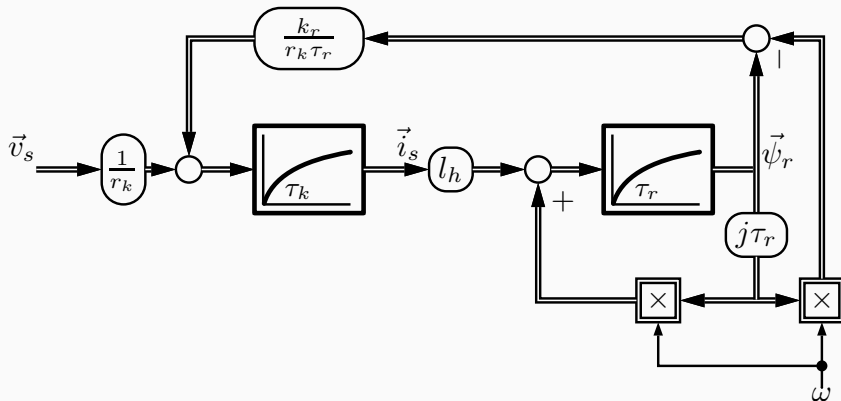 k_r / r_k τ_r
|
v⃗_s
1 / r_k
τ_k
i⃗_s
l_h
+
τ_r
ψ⃗_r
jτ_r
×
×
ω